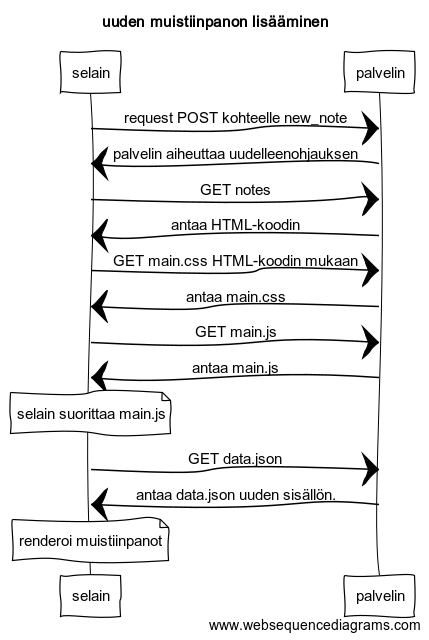 uuden muistiinpanon lisääminen
selain palvelin
request POST kohteelle new_note
palvelin aiheuttaa uudelleenohjauksen
GET notes
antaa HTML-koodin
GET main.css HTML-koodin mukaan
antaa main.css
GET main.js
antaa main.js
selain suorittaa main.js
GET data.json
antaa data.json uuden sisällön.
renderoi muistiinpanot
selain palvelin
www.websequencediagrams.com